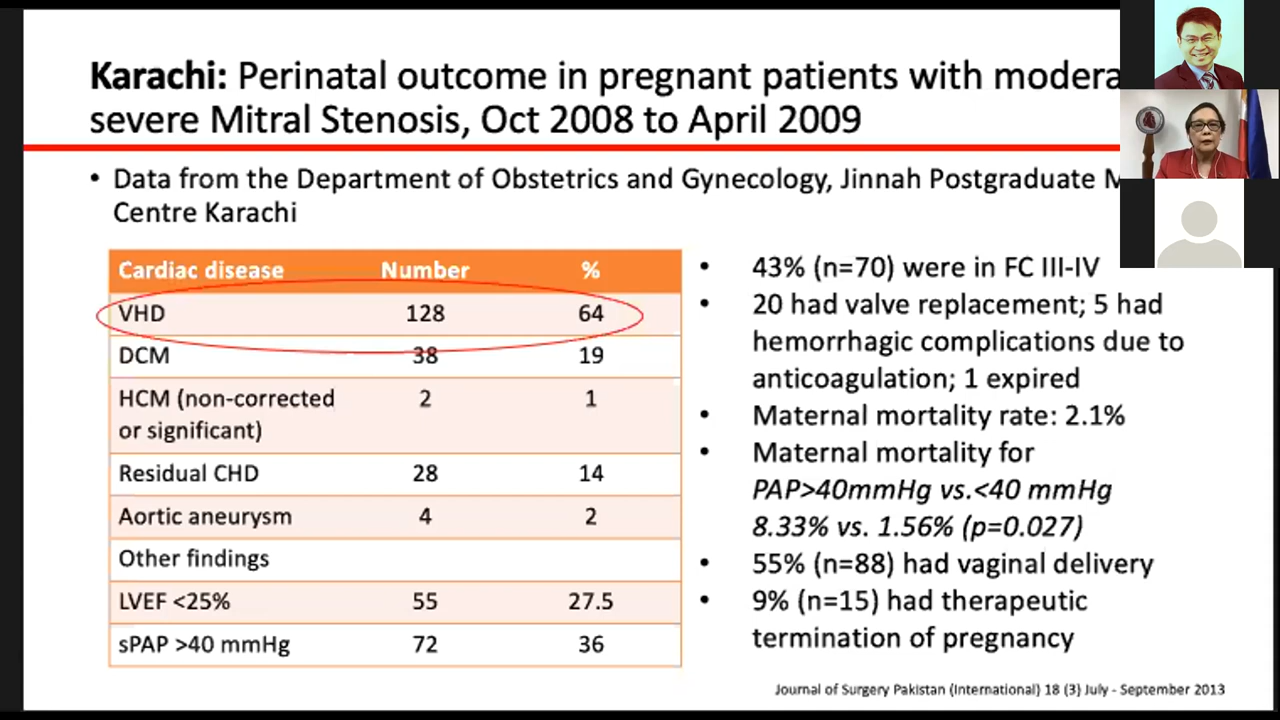 Karachi: Perinatal outcome in pregnant patients with
severe Mitral Stenosis, Oct 2008 to April 2009
• Data from the Department of Obstetrics and Gynecology, Jinnah Postgraduate
Centre Karachi
Cardiac disease Number %
VHD 128 64
DCM 38 19
HCM (non-corrected
or significant) 2 1
Residual CHD 28 14
Aortic aneurysm 4 2
Other findings
LVEF <25% 55 27.5
sPAP >40 mmHg 72 36
• 43% (n=70) were in FC III-IV
• 20 had valve replacement; 5 had
hemorrhagic complications due to
anticoagulation; 1 expired
• Maternal mortality rate: 2.1%
• Maternal mortality for
PAP>40mmHg vs.<40 mmHg
8.33% vs. 1.56% (p=0.027)
• 55% (n=88) had vaginal delivery
• 9% (n=15) had therapeutic
termination of pregnancy
Journal of Surgery Pakistan (International) 18 (3) July - September 2013